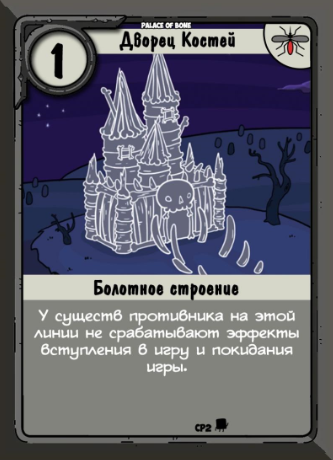 PALACE OF BONE
1
Дворец Костей
Болотное строение
У существ противника на этой
линии не срабатывают эффекты
вступления в игру и покидания
игры.
CP2